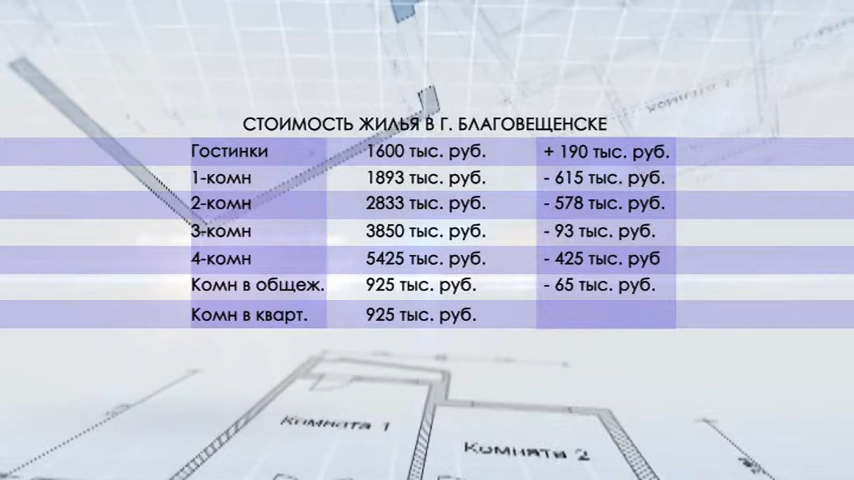 СТОИМОСТЬ ЖИЛЬЯ В Г. БЛАГОВЕЩЕНСКЕ
Гостинки 1600 тыс. руб. + 190 тыс. руб.
1-комн 1893 тыс. руб. - 615 тыс. руб.
2-комн 2833 тыс. руб. - 578 тыс. руб.
3-комн 3850 тыс. руб. - 93 тыс. руб.
4-комн 5425 тыс. руб. - 425 тыс. руб
Комн в общеж. 925 тыс. руб. - 65 тыс. руб.
Комн в кварт. 925 тыс. руб.
Комната 1
Комната 2